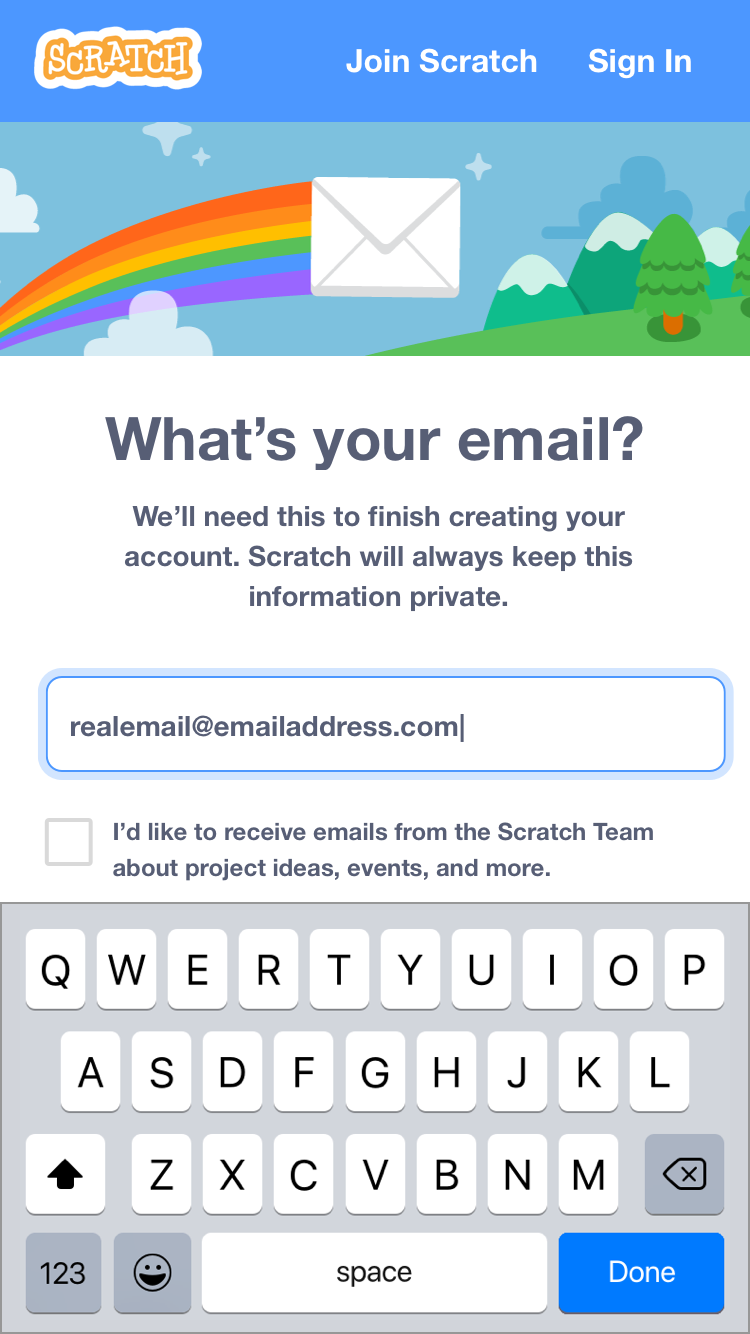 SCRATCH Join Scratch Sign In
What’s your email?
We’ll need this to finish creating your
account. Scratch will always keep this
information private.
realemail@emailaddress.com
I’d like to receive emails from the Scratch Team
about project ideas, events, and more.
Q W E R T Y U I O P
A S D F G H J K L
Z X C V B N M
123 space Done